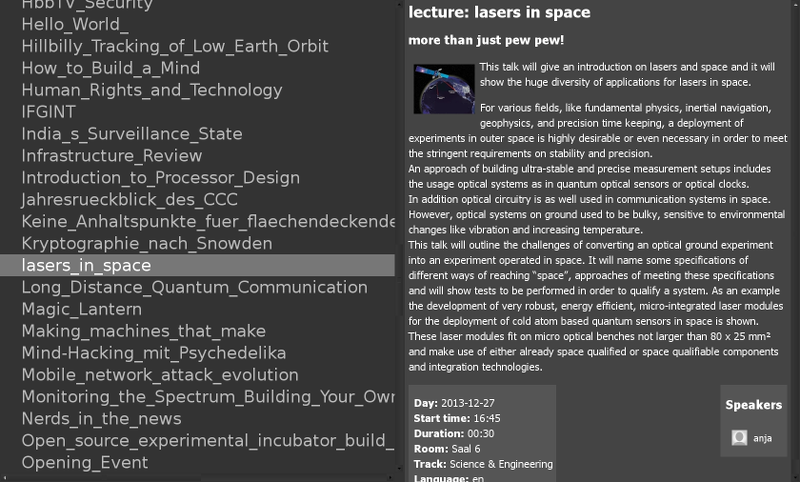 HbbTV_Security
Hello_World_
Hillbilly_Tracking_of_Low_Earth_Orbit
How_to_Build_a_Mind
Human_Rights_and_Technology
IFGINT
India_s_Surveillance_State
Infrastructure_Review
Introduction_to_Processor_Design
Jahresrueckblick_des_CCC
Keine_Anhaltspunkte_fuer_flaechendeckende
Kryptographie_nach_Snowden
lasers_in_space
Long_Distance_Quantum_Communication
Magic_Lantern
Making_machines_that_make
Mind-Hacking_mit_Psychedelika
Mobile_network_attack_evolution
Monitoring_the_Spectrum_Building_Your_Own
Nerds_in_the_news
Open_source_experimental_incubator_build_
Opening_Event
lecture: lasers in space
more than just pew pew!
This talk will give an introduction on lasers and space and it will
show the huge diversity of applications for lasers in space.
For various fields, like fundamental physics, inertial navigation,
geophysics, and precision time keeping, a deployment of
experiments in outer space is highly desirable or even necessary in order to meet
the stringent requirements on stability and precision.
An approach of building ultra-stable and precise measurement setups includes
the usage optical systems as in quantum optical sensors or optical clocks.
In addition optical circuitry is as well used in communication systems in space.
However, optical systems on ground used to be bulky, sensitive to environmental
changes like vibration and increasing temperature.
This talk will outline the challenges of converting an optical ground experiment
into an experiment operated in space. It will name some specifications of
different ways of reaching “space”, approaches of meeting these specifications
and will show tests to be performed in order to qualify a system. As an example
the development of very robust, energy efficient, micro-integrated laser modules
for the deployment of cold atom based quantum sensors in space is shown.
These laser modules fit on micro optical benches not larger than 80 x 25 mm²
and make use of either already space qualified or space qualifiable components
and integration technologies.
Day: 2013-12-27
Start time: 16:45
Duration: 00:30
Room: Saal 6
Track: Science & Engineering
Language: en
Speakers
anja